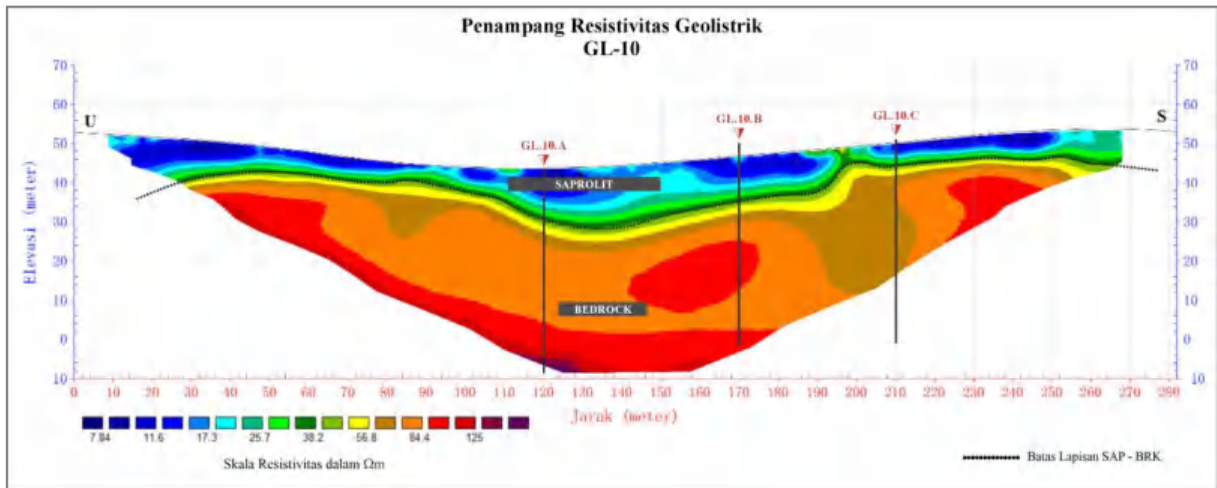 Penampang Resistivitas Geolistrik
GL-10
70 70
60 60
U S
GL.10.A GL.10.B GL.10.C
50 50
SAPROLIT
40 40
30 30
20 20
10 10
BEDROCK
0 0
10 10
Elevasi (meter)
0 10 20 30 40 50 60 70 80 90 100 110 120 130 140 150 160 170 180 190 200 210 220 230 240 250 260 270 280 290
Jarak (meter)
7.94 11.6 17.3 25.7 38.2 56.8 84.4 125
Skala Resistivitas dalam Ωm
Batas Lapisan SAP - BRK